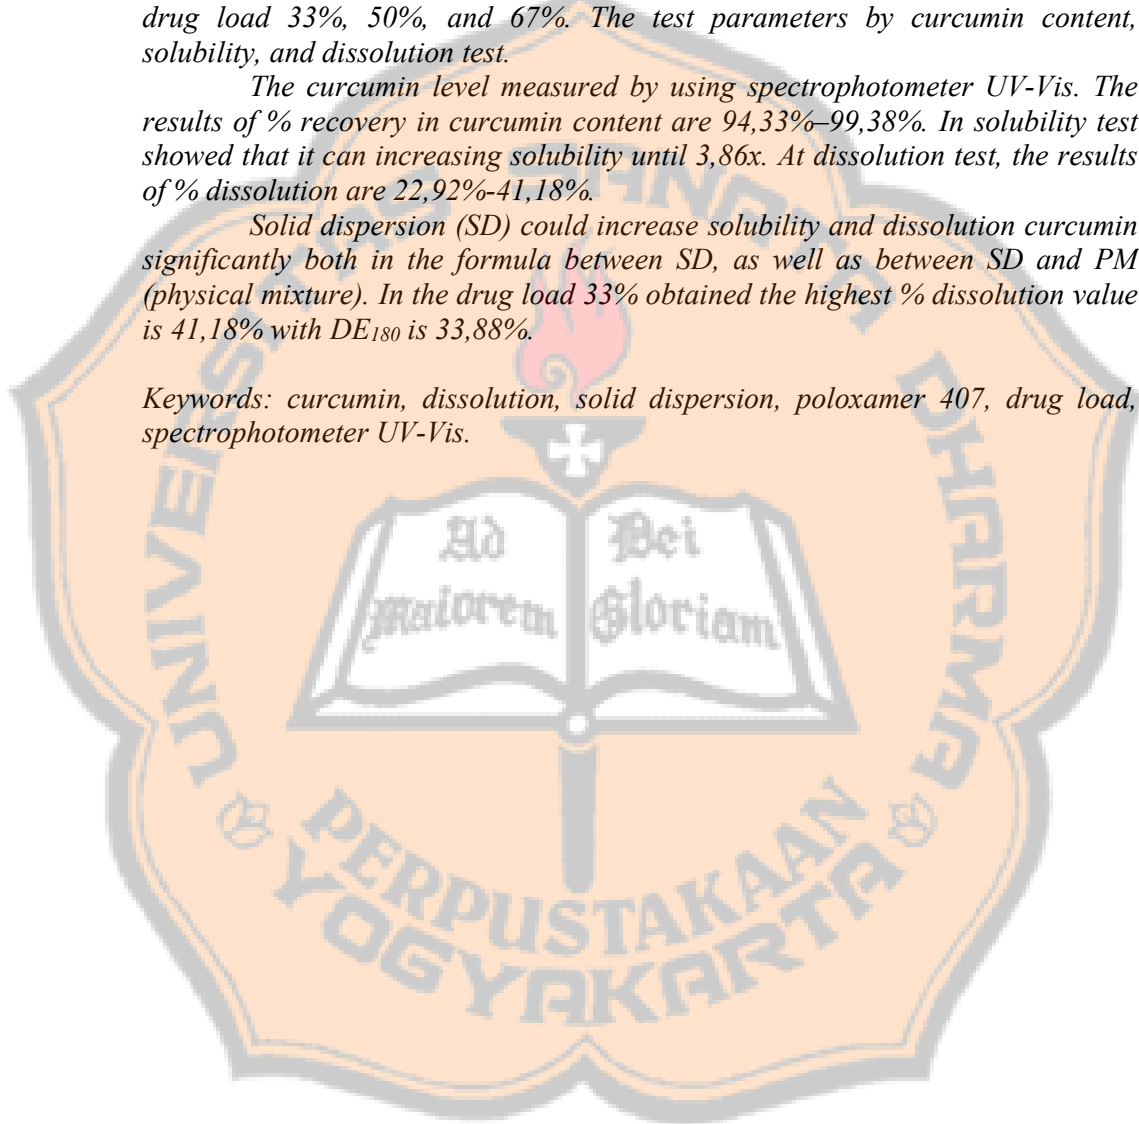 drug load 33%, 50%, and 67%. The test parameters by curcumin content,
solubility, and dissolution test.
The curcumin level measured by using spectrophotometer UV-Vis. The
results of % recovery in curcumin content are 94,33%–99,38%. In solubility test
showed that it can increasing solubility until 3,86x. At dissolution test, the results
of % dissolution are 22,92%-41,18%.
Solid dispersion (SD) could increase solubility and dissolution curcumin
significantly both in the formula between SD, as well as between SD and PM
(physical mixture). In the drug load 33% obtained the highest % dissolution value
is 41,18% with DE180 is 33,88%.
Keywords: curcumin, dissolution, solid dispersion, poloxamer 407, drug load,
spectrophotometer UV-Vis.
UNIVERSITAS SANATA DHARMA
Ad Dei
Maiorem Gloriam
PERPUSTAKAAN
YOGYAKARTA